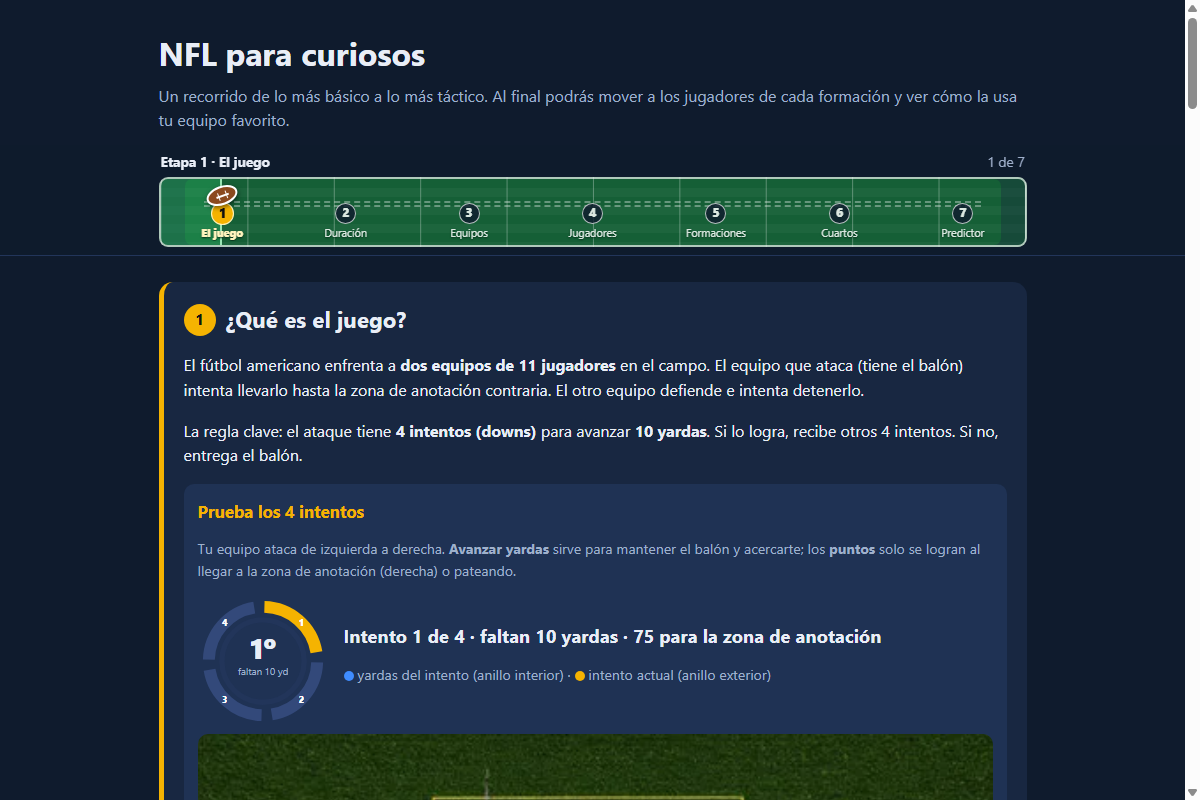 NFL para curiosos
Un recorrido de lo más básico a lo más táctico. Al final podrás mover a los jugadores de cada formación y ver cómo la usa
tu equipo favorito.
Etapa 1 · El juego
1 de 7
1
2
3
4
5
6
7
El juego
Duración
Equipos
Jugadores
Formaciones
Cuartos
Predictor
1
¿Qué es el juego?
El fútbol americano enfrenta a dos equipos de 11 jugadores en el campo. El equipo que ataca (tiene el balón)
intenta llevarlo hasta la zona de anotación contraria. El otro equipo defiende e intenta detenerlo.
La regla clave: el ataque tiene 4 intentos (downs) para avanzar 10 yardas. Si lo logra, recibe otros 4 intentos. Si no,
entrega el balón.
Prueba los 4 intentos
Tu equipo ataca de izquierda a derecha. Avanzar yardas sirve para mantener el balón y acercarte; los puntos solo se logran al
llegar a la zona de anotación (derecha) o pateando.
4
1
1º
faltan 10 yd
3
2
Intento 1 de 4 · faltan 10 yardas · 75 para la zona de anotación
yardas del intento (anillo interior) · intento actual (anillo exterior)